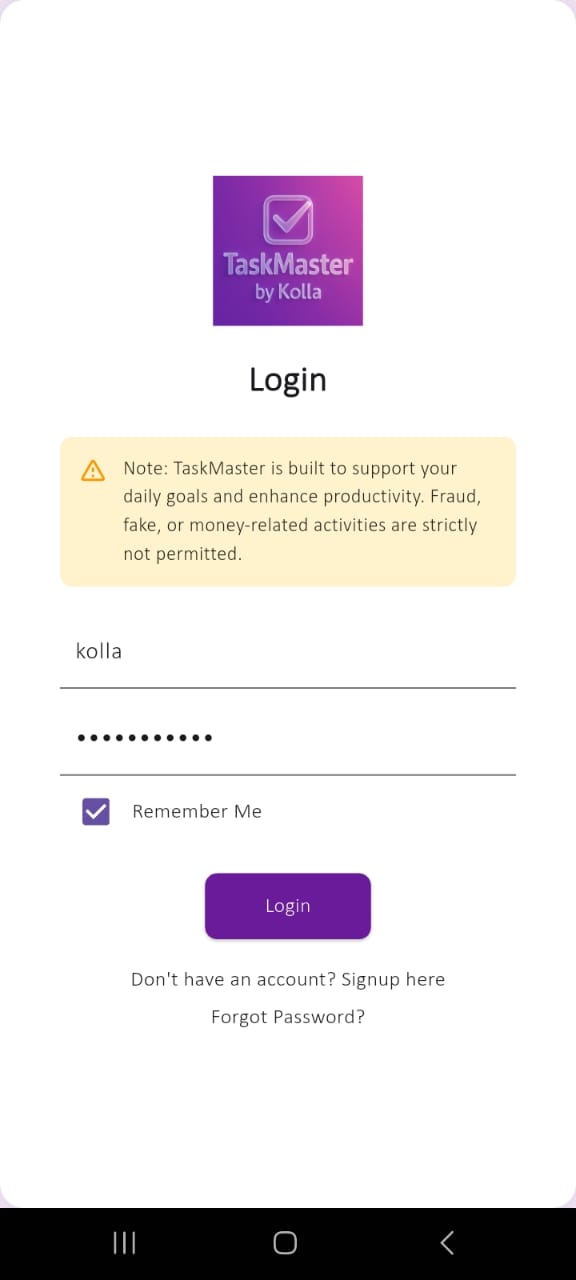 TaskMaster
by Kolla
Login
Note: TaskMaster is built to support your
daily goals and enhance productivity. Fraud,
fake, or money-related activities are strictly
not permitted.
kolla
•••••••••••
Remember Me
Login
Don't have an account? Signup here
Forgot Password?